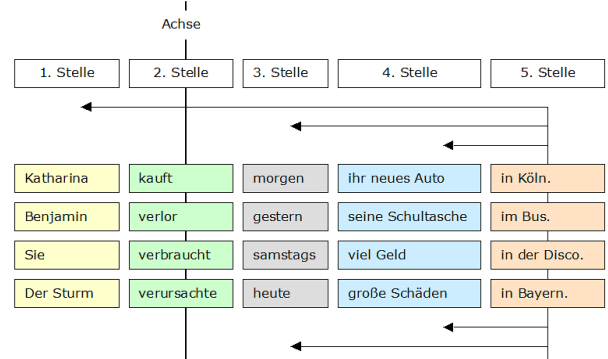 Achse
1. Stelle 2. Stelle 3. Stelle 4. Stelle 5. Stelle
Katharina kauft morgen ihr neues Auto in Köln.
Benjamin verlor gestern seine Schultasche im Bus.
Sie verbraucht samstags viel Geld in der Disco.
Der Sturm verursachte heute große Schäden in Bayern.